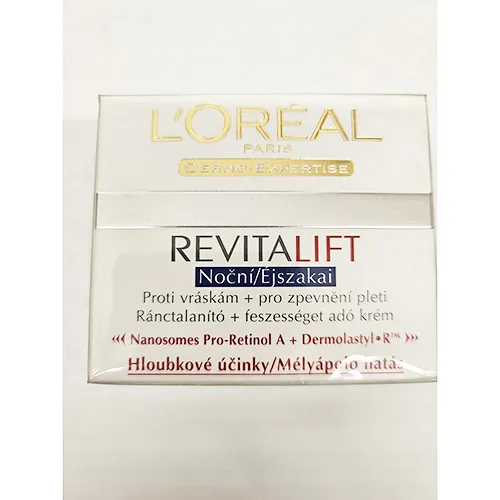 L'ORÉAL
PARIS
DERMO-EXPERTISE
REVITALIFT
Noční/Éjszakai
Proti vráskám + pro zpevnění pleti
Ránctalanító + feszességet adó krém
‹‹‹ Nanosomes Pro-Retinol A + Dermolastyl•R™ ›››
Hloubkové účinky/Mélyápoló hatás